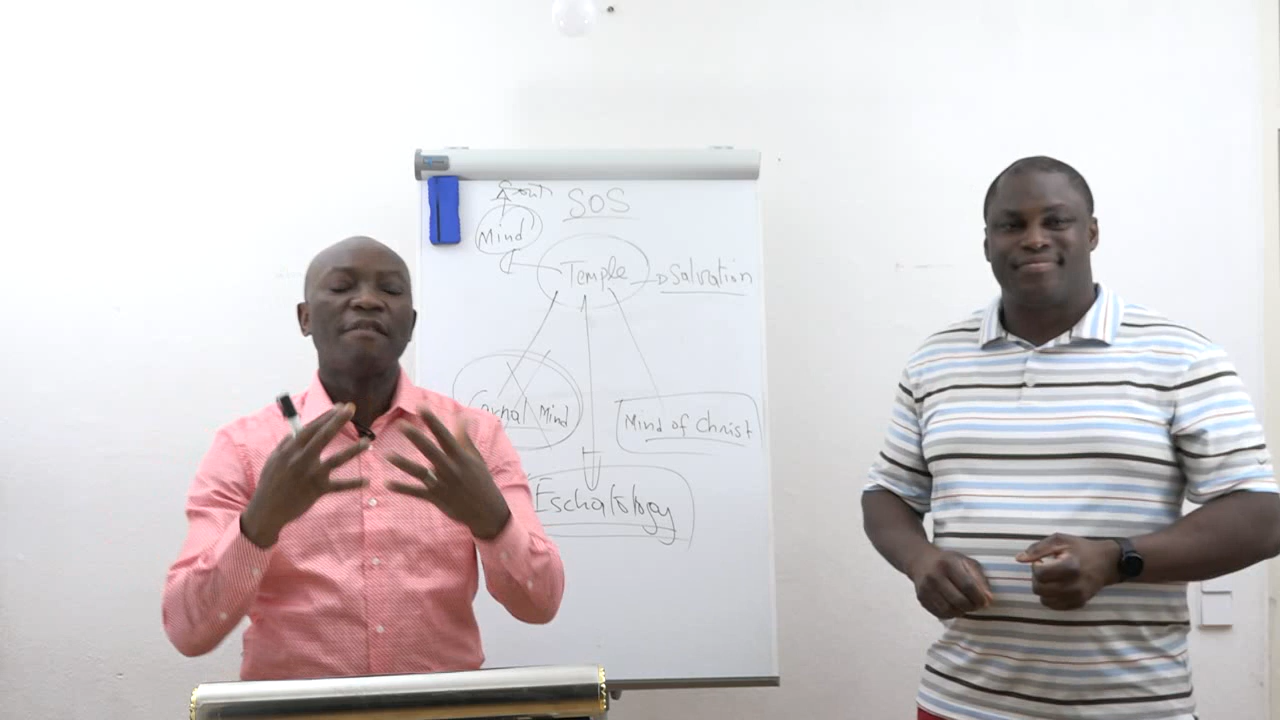 SOS
Mind
Temple
Salvation
Carnal Mind
Mind of Christ
Eschatology